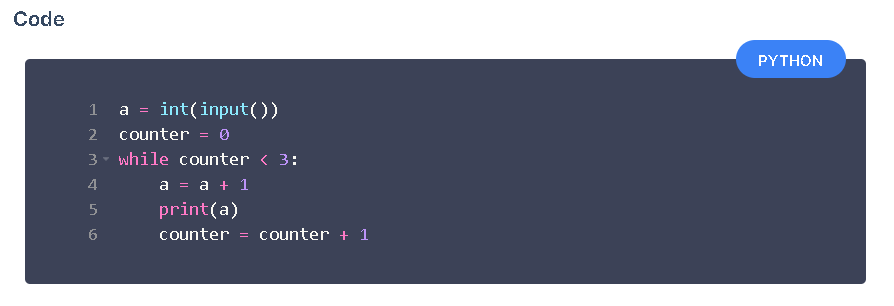 Code
PYTHON
1 a = int(input())
2 counter = 0
3 while counter < 3:
4     a = a + 1
5     print(a)
6     counter = counter + 1